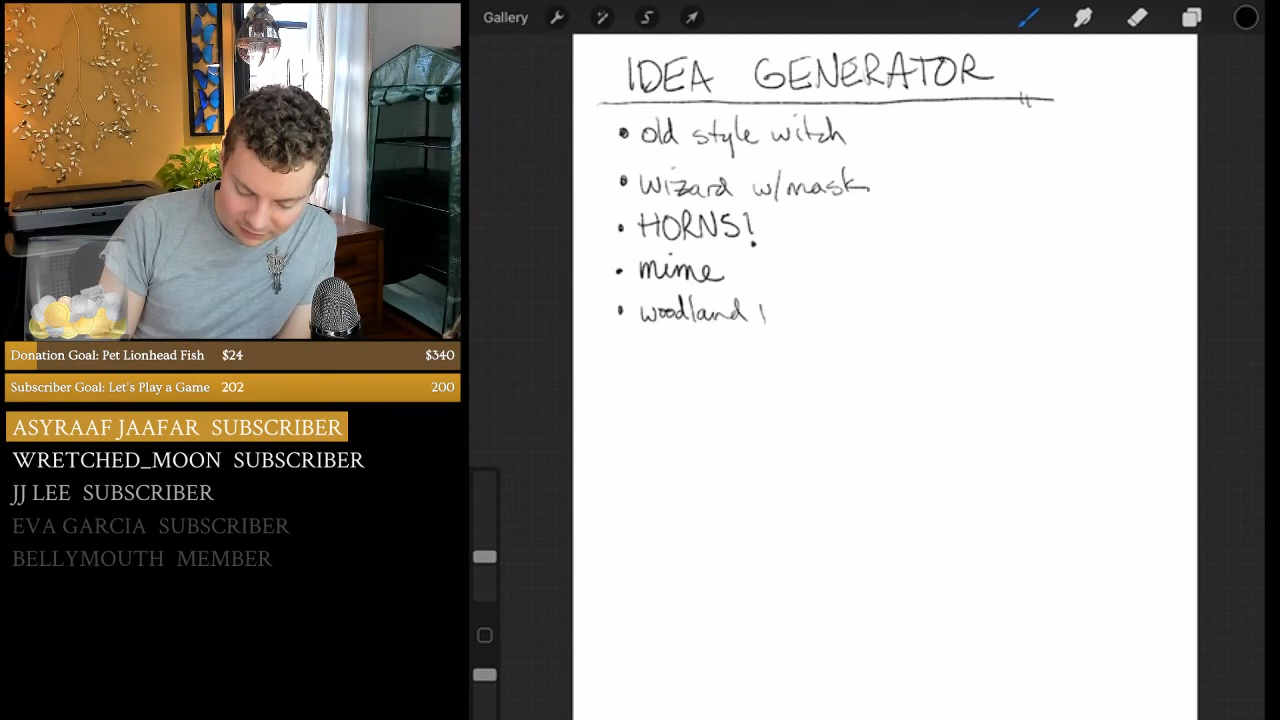 Gallery
IDEA GENERATOR
• old style witch
• wizard w/mask
• HORNS!
• mime
• woodland
Donation Goal: Pet Lionhead Fish $24 $340
Subscriber Goal: Let's Play a Game 202 200
ASYRAAF JAAFAR SUBSCRIBER
WRETCHED_MOON SUBSCRIBER
JJ LEE SUBSCRIBER
EVA GARCIA SUBSCRIBER
BELLYMOUTH MEMBER